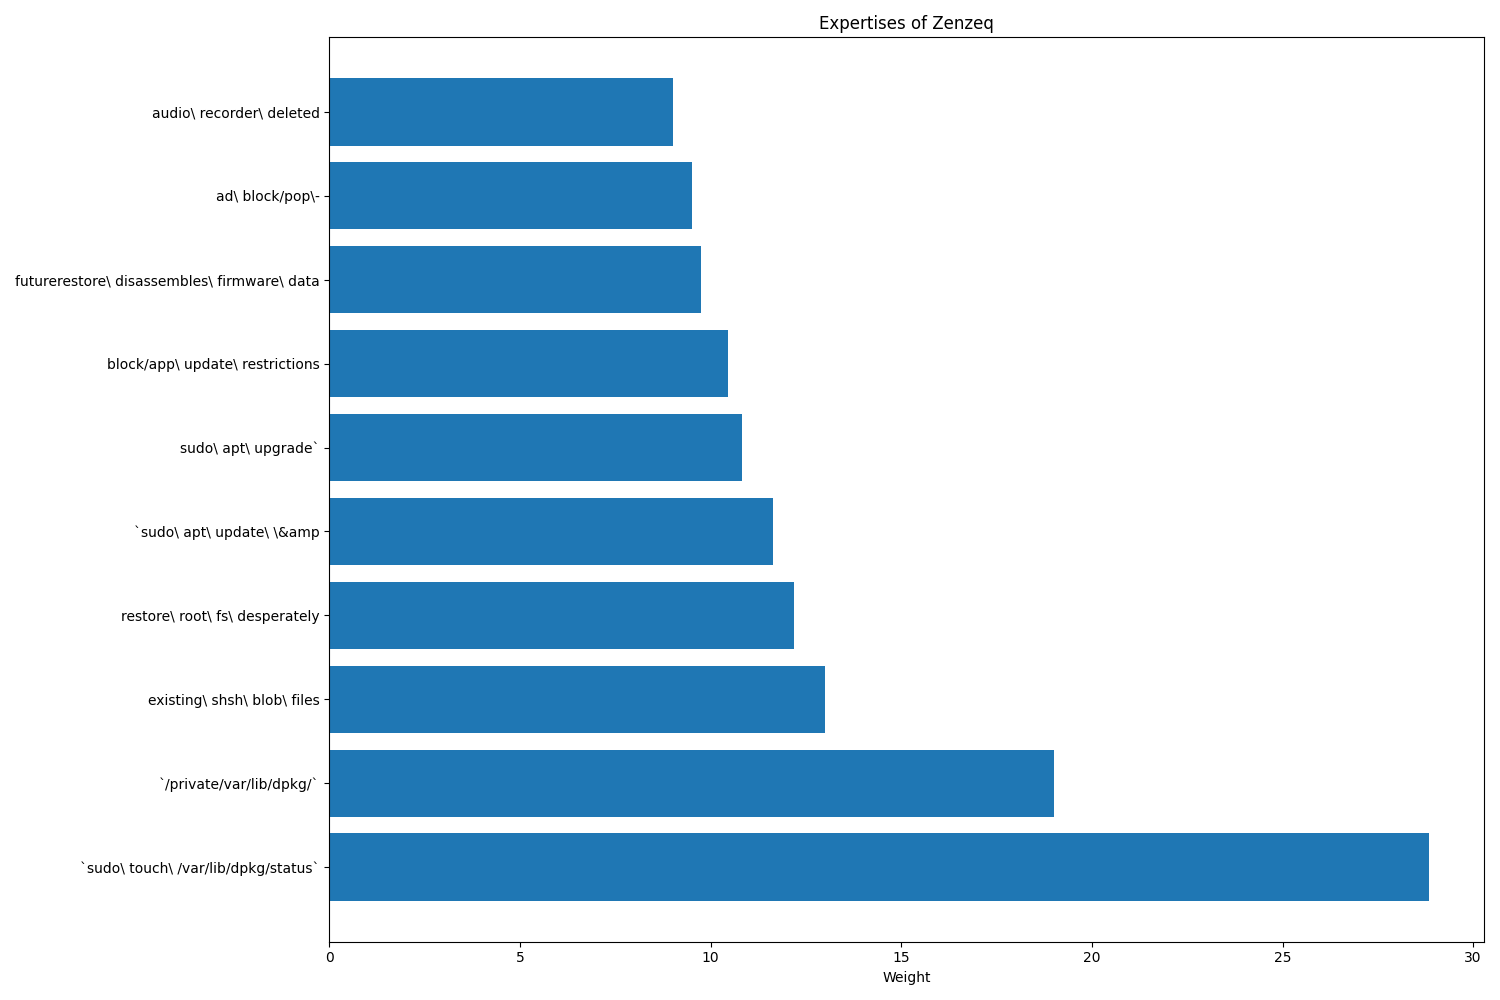 Expertises of Zenzeq
audio\ recorder\ deleted
ad\ block/pop\-
futurerestore\ disassembles\ firmware\ data
block/app\ update\ restrictions
sudo\ apt\ upgrade`
`sudo\ apt\ update\ \&amp
restore\ root\ fs\ desperately
existing\ shsh\ blob\ files
`/private/var/lib/dpkg/`
`sudo\ touch\ /var/lib/dpkg/status`
0 5 10 15 20 25 30
Weight